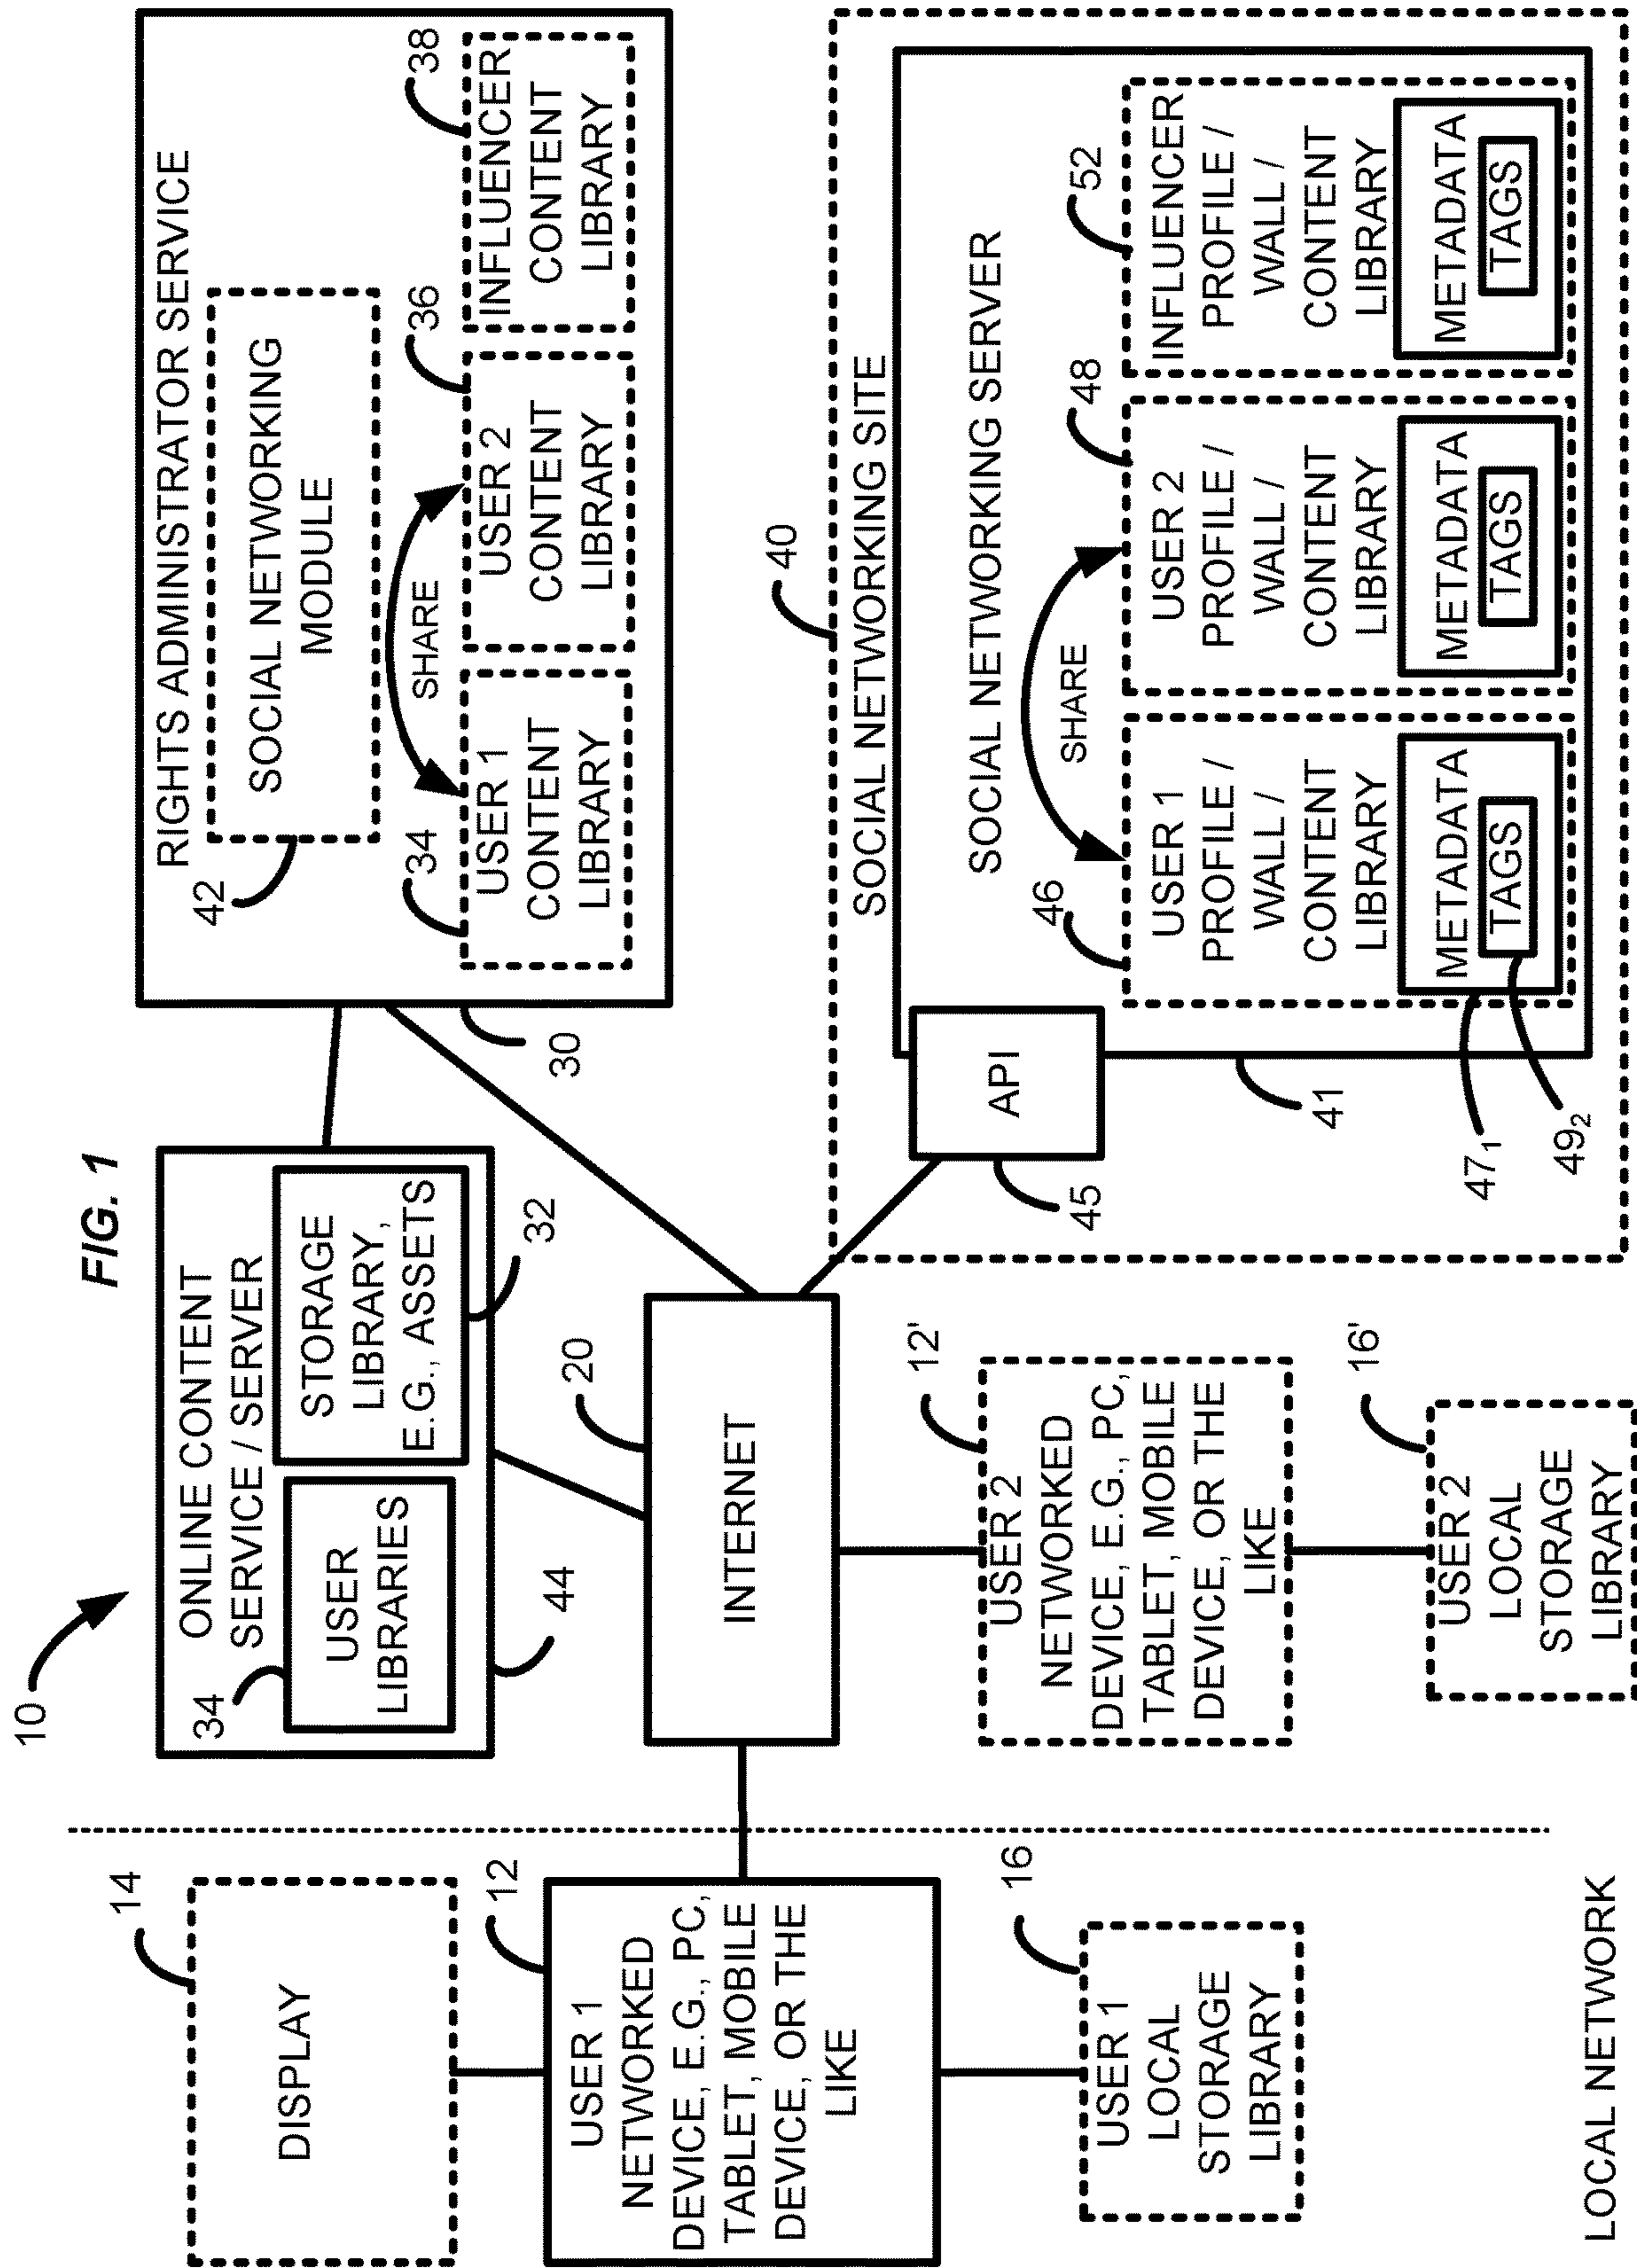 FIG. 1
10
14
DISPLAY
12
USER 1
NETWORKED
DEVICE, E.G., PC,
TABLET, MOBILE
DEVICE, OR THE
LIKE
16
USER 1
LOCAL
STORAGE
LIBRARY
LOCAL NETWORK
ONLINE CONTENT
SERVICE / SERVER
34
USER
LIBRARIES
STORAGE
LIBRARY,
E.G., ASSETS
32
44
20
INTERNET
12'
USER 2
NETWORKED
DEVICE, E.G., PC,
TABLET, MOBILE
DEVICE, OR THE
LIKE
16'
USER 2
LOCAL
STORAGE
LIBRARY
RIGHTS ADMINISTRATOR SERVICE
42
SOCIAL NETWORKING
MODULE
SHARE
34
USER 1
CONTENT
LIBRARY
36
USER 2
CONTENT
LIBRARY
38
INFLUENCER
CONTENT
LIBRARY
30
40
SOCIAL NETWORKING SITE
SOCIAL NETWORKING SERVER
API
45
41
SHARE
46
USER 1
PROFILE /
WALL /
CONTENT
LIBRARY
METADATA
TAGS
47₁
49₂
48
USER 2
PROFILE /
WALL /
CONTENT
LIBRARY
METADATA
TAGS
52
INFLUENCER
PROFILE /
WALL /
CONTENT
LIBRARY
METADATA
TAGS